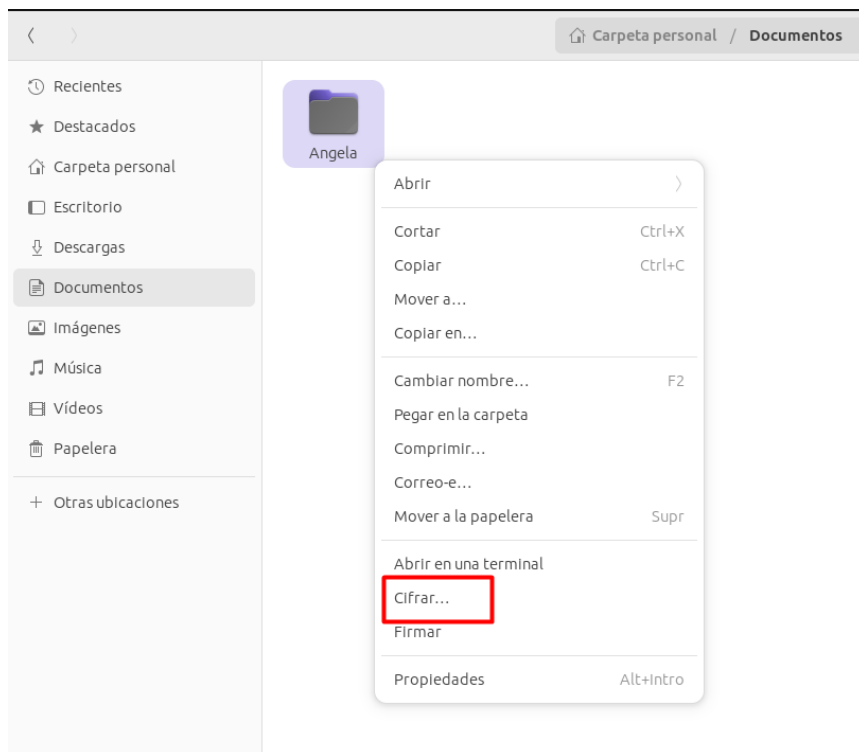 Carpeta personal / Documentos
Recientes
Destacados
Carpeta personal
Escritorio
Descargas
Documentos
Imágenes
Música
Vídeos
Papelera
+ Otras ubicaciones
Angela
Abrir
Cortar Ctrl+X
Copiar Ctrl+C
Mover a...
Copiar en...
Cambiar nombre... F2
Pegar en la carpeta
Comprimir...
Correo-e...
Mover a la papelera Supr
Abrir en una terminal
Cifrar...
Firmar
Propiedades Alt+Intro